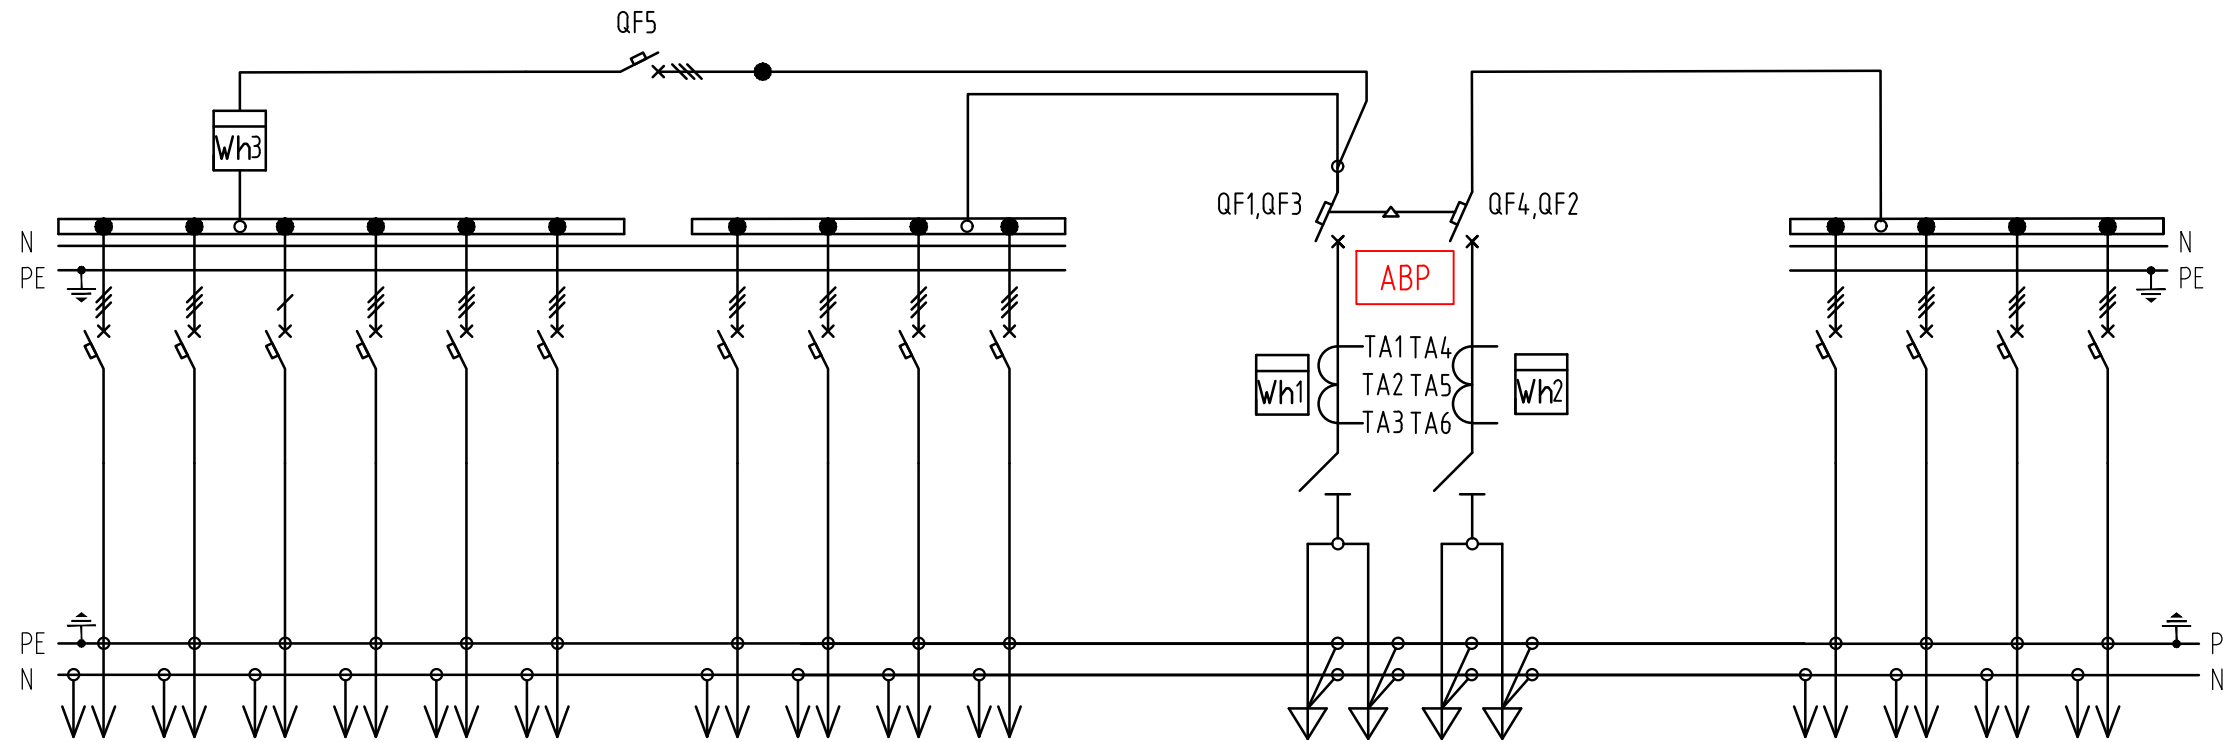 QF5
Wh3
QF1,QF3
QF4,QF2
N
N
PE
АВР
PE
TA1 TA4
Wh1
TA2 TA5
Wh2
TA3 TA6
PE
P
N
N